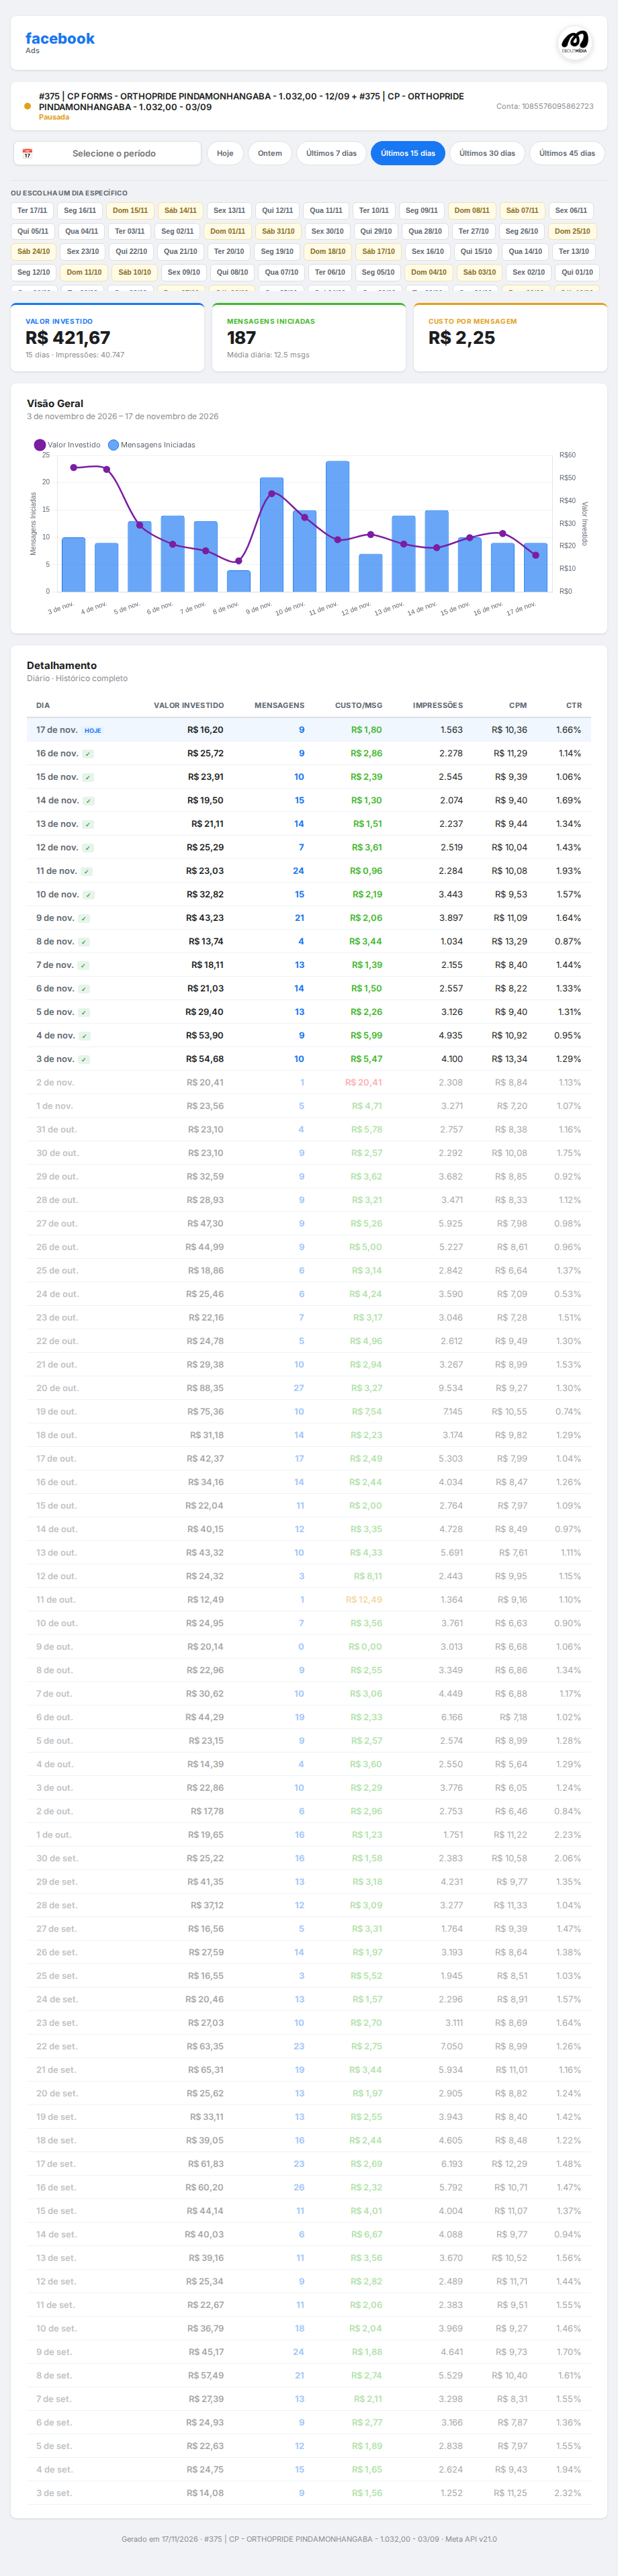 facebook
Ads
ORBITAMÍDIA
#375 | CP FORMS - ORTHOPRIDE PINDAMONHANGABA - 1.032,00 - 12/09 + #375 | CP - ORTHOPRIDE
PINDAMONHANGABA - 1.032,00 - 03/09
Pausada
Conta: 1085576095862723
Selecione o período
Hoje
Ontem
Últimos 7 dias
Últimos 15 dias
Últimos 30 dias
Últimos 45 dias
OU ESCOLHA UM DIA ESPECÍFICO
Ter 17/11 Seg 16/11 Dom 15/11 Sáb 14/11 Sex 13/11 Qui 12/11 Qua 11/11 Ter 10/11 Seg 09/11 Dom 08/11 Sáb 07/11 Sex 06/11
Qui 05/11 Qua 04/11 Ter 03/11 Seg 02/11 Dom 01/11 Sáb 31/10 Sex 30/10 Qui 29/10 Qua 28/10 Ter 27/10 Seg 26/10 Dom 25/10
Sáb 24/10 Sex 23/10 Qui 22/10 Qua 21/10 Ter 20/10 Seg 19/10 Dom 18/10 Sáb 17/10 Sex 16/10 Qui 15/10 Qua 14/10 Ter 13/10
Seg 12/10 Dom 11/10 Sáb 10/10 Sex 09/10 Qui 08/10 Qua 07/10 Ter 06/10 Seg 05/10 Dom 04/10 Sáb 03/10 Sex 02/10 Qui 01/10
VALOR INVESTIDO
R$ 421,67
15 dias · Impressões: 40.747
MENSAGENS INICIADAS
187
Média diária: 12.5 msgs
CUSTO POR MENSAGEM
R$ 2,25
Visão Geral
3 de novembro de 2026 – 17 de novembro de 2026
Valor Investido Mensagens Iniciadas
Mensagens Iniciadas
25
20
15
10
5
0
R$60
R$50
R$40
R$30
R$20
R$10
R$0
Valor Investido
3 de nov. 4 de nov. 5 de nov. 6 de nov. 7 de nov. 8 de nov. 9 de nov. 10 de nov. 11 de nov. 12 de nov. 13 de nov. 14 de nov. 15 de nov. 16 de nov. 17 de nov.
Detalhamento
Diário · Histórico completo
DIA VALOR INVESTIDO MENSAGENS CUSTO/MSG IMPRESSÕES CPM CTR
17 de nov. HOJE R$ 16,20 9 R$ 1,80 1.563 R$ 10,36 1.66%
16 de nov. ✓ R$ 25,72 9 R$ 2,86 2.278 R$ 11,29 1.14%
15 de nov. ✓ R$ 23,91 10 R$ 2,39 2.545 R$ 9,39 1.06%
14 de nov. ✓ R$ 19,50 15 R$ 1,30 2.074 R$ 9,40 1.69%
13 de nov. ✓ R$ 21,11 14 R$ 1,51 2.237 R$ 9,44 1.34%
12 de nov. ✓ R$ 25,29 7 R$ 3,61 2.519 R$ 10,04 1.43%
11 de nov. ✓ R$ 23,03 24 R$ 0,96 2.284 R$ 10,08 1.93%
10 de nov. ✓ R$ 32,82 15 R$ 2,19 3.443 R$ 9,53 1.57%
9 de nov. ✓ R$ 43,23 21 R$ 2,06 3.897 R$ 11,09 1.64%
8 de nov. ✓ R$ 13,74 4 R$ 3,44 1.034 R$ 13,29 0.87%
7 de nov. ✓ R$ 18,11 13 R$ 1,39 2.155 R$ 8,40 1.44%
6 de nov. ✓ R$ 21,03 14 R$ 1,50 2.557 R$ 8,22 1.33%
5 de nov. ✓ R$ 29,40 13 R$ 2,26 3.126 R$ 9,40 1.31%
4 de nov. ✓ R$ 53,90 9 R$ 5,99 4.935 R$ 10,92 0.95%
3 de nov. ✓ R$ 54,68 10 R$ 5,47 4.100 R$ 13,34 1.29%
2 de nov. R$ 20,41 1 R$ 20,41 2.308 R$ 8,84 1.13%
1 de nov. R$ 23,56 5 R$ 4,71 3.271 R$ 7,20 1.07%
31 de out. R$ 23,10 4 R$ 5,78 2.757 R$ 8,38 1.16%
30 de out. R$ 23,10 9 R$ 2,57 2.292 R$ 10,08 1.75%
29 de out. R$ 32,59 9 R$ 3,62 3.682 R$ 8,85 0.92%
28 de out. R$ 28,93 9 R$ 3,21 3.471 R$ 8,33 1.12%
27 de out. R$ 47,30 9 R$ 5,26 5.925 R$ 7,98 0.98%
26 de out. R$ 44,99 9 R$ 5,00 5.227 R$ 8,61 0.96%
25 de out. R$ 18,86 6 R$ 3,14 2.842 R$ 6,64 1.37%
24 de out. R$ 25,46 6 R$ 4,24 3.590 R$ 7,09 0.53%
23 de out. R$ 22,16 7 R$ 3,17 3.046 R$ 7,28 1.51%
22 de out. R$ 24,78 5 R$ 4,96 2.612 R$ 9,49 1.30%
21 de out. R$ 29,38 10 R$ 2,94 3.267 R$ 8,99 1.53%
20 de out. R$ 88,35 27 R$ 3,27 9.534 R$ 9,27 1.30%
19 de out. R$ 75,36 10 R$ 7,54 7.145 R$ 10,55 0.74%
18 de out. R$ 31,18 14 R$ 2,23 3.174 R$ 9,82 1.29%
17 de out. R$ 42,37 17 R$ 2,49 5.303 R$ 7,99 1.04%
16 de out. R$ 34,16 14 R$ 2,44 4.034 R$ 8,47 1.26%
15 de out. R$ 22,04 11 R$ 2,00 2.764 R$ 7,97 1.09%
14 de out. R$ 40,15 12 R$ 3,35 4.728 R$ 8,49 0.97%
13 de out. R$ 43,32 10 R$ 4,33 5.691 R$ 7,61 1.11%
12 de out. R$ 24,32 3 R$ 8,11 2.443 R$ 9,95 1.15%
11 de out. R$ 12,49 1 R$ 12,49 1.364 R$ 9,16 1.10%
10 de out. R$ 24,95 7 R$ 3,56 3.761 R$ 6,63 0.90%
9 de out. R$ 20,14 0 R$ 0,00 3.013 R$ 6,68 1.06%
8 de out. R$ 22,96 9 R$ 2,55 3.349 R$ 6,86 1.34%
7 de out. R$ 30,62 10 R$ 3,06 4.449 R$ 6,88 1.17%
6 de out. R$ 44,29 19 R$ 2,33 6.166 R$ 7,18 1.02%
5 de out. R$ 23,15 9 R$ 2,57 2.574 R$ 8,99 1.28%
4 de out. R$ 14,39 4 R$ 3,60 2.550 R$ 5,64 1.29%
3 de out. R$ 22,86 10 R$ 2,29 3.776 R$ 6,05 1.24%
2 de out. R$ 17,78 6 R$ 2,96 2.753 R$ 6,46 0.84%
1 de out. R$ 19,65 16 R$ 1,23 1.751 R$ 11,22 2.23%
30 de set. R$ 25,22 16 R$ 1,58 2.383 R$ 10,58 2.06%
29 de set. R$ 41,35 13 R$ 3,18 4.231 R$ 9,77 1.35%
28 de set. R$ 37,12 12 R$ 3,09 3.277 R$ 11,33 1.04%
27 de set. R$ 16,56 5 R$ 3,31 1.764 R$ 9,39 1.47%
26 de set. R$ 27,59 14 R$ 1,97 3.193 R$ 8,64 1.38%
25 de set. R$ 16,55 3 R$ 5,52 1.945 R$ 8,51 1.03%
24 de set. R$ 20,46 13 R$ 1,57 2.296 R$ 8,91 1.57%
23 de set. R$ 27,03 10 R$ 2,70 3.111 R$ 8,69 1.64%
22 de set. R$ 63,35 23 R$ 2,75 7.050 R$ 8,99 1.26%
21 de set. R$ 65,31 19 R$ 3,44 5.934 R$ 11,01 1.16%
20 de set. R$ 25,62 13 R$ 1,97 2.905 R$ 8,82 1.24%
19 de set. R$ 33,11 13 R$ 2,55 3.943 R$ 8,40 1.42%
18 de set. R$ 39,05 16 R$ 2,44 4.605 R$ 8,48 1.22%
17 de set. R$ 61,83 23 R$ 2,69 6.193 R$ 12,29 1.48%
16 de set. R$ 60,20 26 R$ 2,32 5.792 R$ 10,71 1.47%
15 de set. R$ 44,14 11 R$ 4,01 4.004 R$ 11,07 1.37%
14 de set. R$ 40,03 6 R$ 6,67 4.088 R$ 9,77 0.94%
13 de set. R$ 39,16 11 R$ 3,56 3.670 R$ 10,52 1.56%
12 de set. R$ 25,34 9 R$ 2,82 2.489 R$ 11,71 1.44%
11 de set. R$ 22,67 11 R$ 2,06 2.383 R$ 9,51 1.55%
10 de set. R$ 36,79 18 R$ 2,04 3.969 R$ 9,27 1.46%
9 de set. R$ 45,17 24 R$ 1,88 4.641 R$ 9,73 1.70%
8 de set. R$ 57,49 21 R$ 2,74 5.529 R$ 10,40 1.61%
7 de set. R$ 27,39 13 R$ 2,11 3.298 R$ 8,31 1.55%
6 de set. R$ 24,93 9 R$ 2,77 3.166 R$ 7,87 1.36%
5 de set. R$ 22,63 12 R$ 1,89 2.838 R$ 7,97 1.55%
4 de set. R$ 24,75 15 R$ 1,65 2.624 R$ 9,43 1.94%
3 de set. R$ 14,08 9 R$ 1,56 1.252 R$ 11,25 2.32%
Gerado em 17/11/2026 · #375 | CP - ORTHOPRIDE PINDAMONHANGABA - 1.032,00 - 03/09 · Meta API v21.0